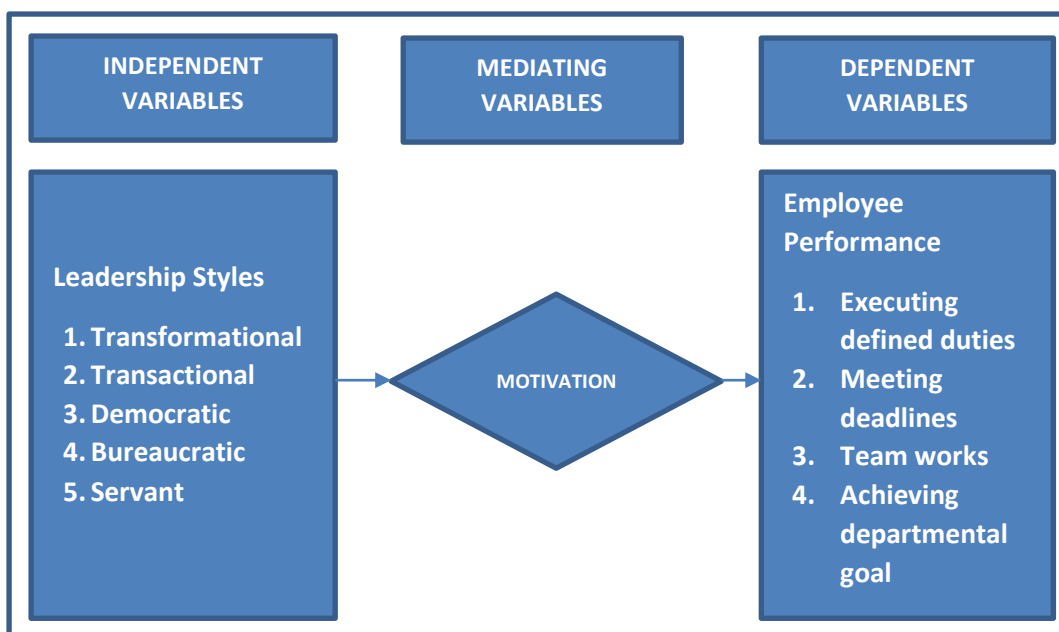 INDEPENDENT
VARIABLES
MEDIATING
VARIABLES
DEPENDENT
VARIABLES
Leadership Styles
1. Transformational
2. Transactional
3. Democratic
4. Bureaucratic
5. Servant
MOTIVATION
Employee
Performance
1. Executing
defined duties
2. Meeting
deadlines
3. Team works
4. Achieving
departmental
goal